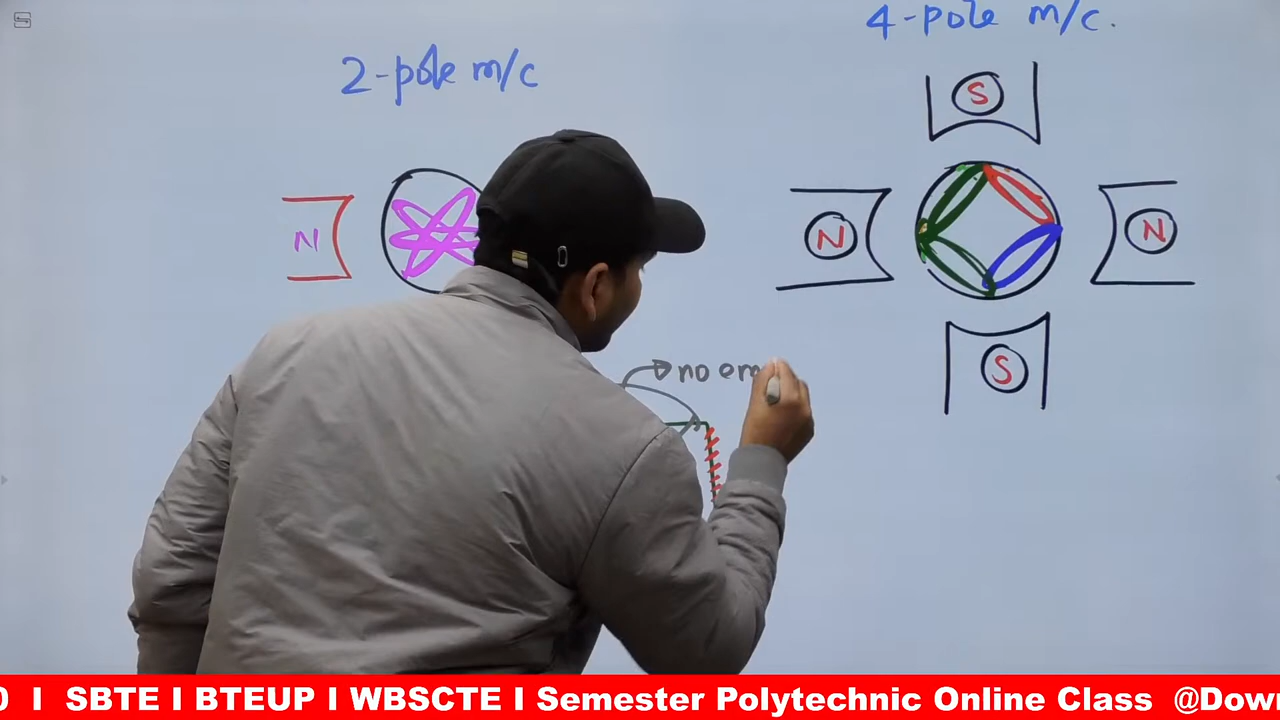 4-pole m/c.
2-pole m/c
S
N
N
N
S
no em
0 I SBTE I BTEUP I WBSCTE I Semester Polytechnic Online Class @Dow